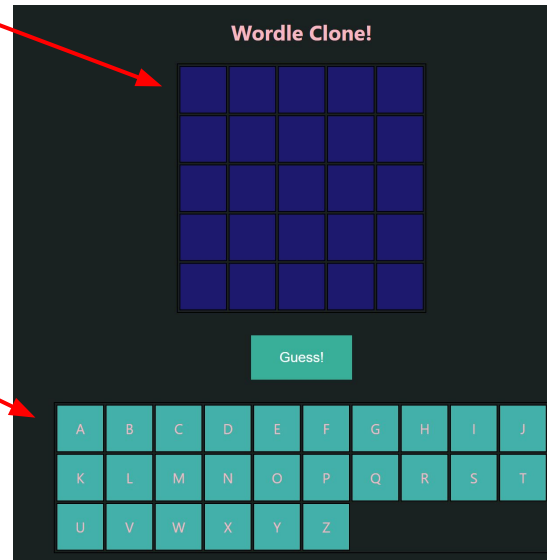 Wordle Clone!
Guess!
A B C D E F G H I J
K L M N O P Q R S T
U V W X Y Z